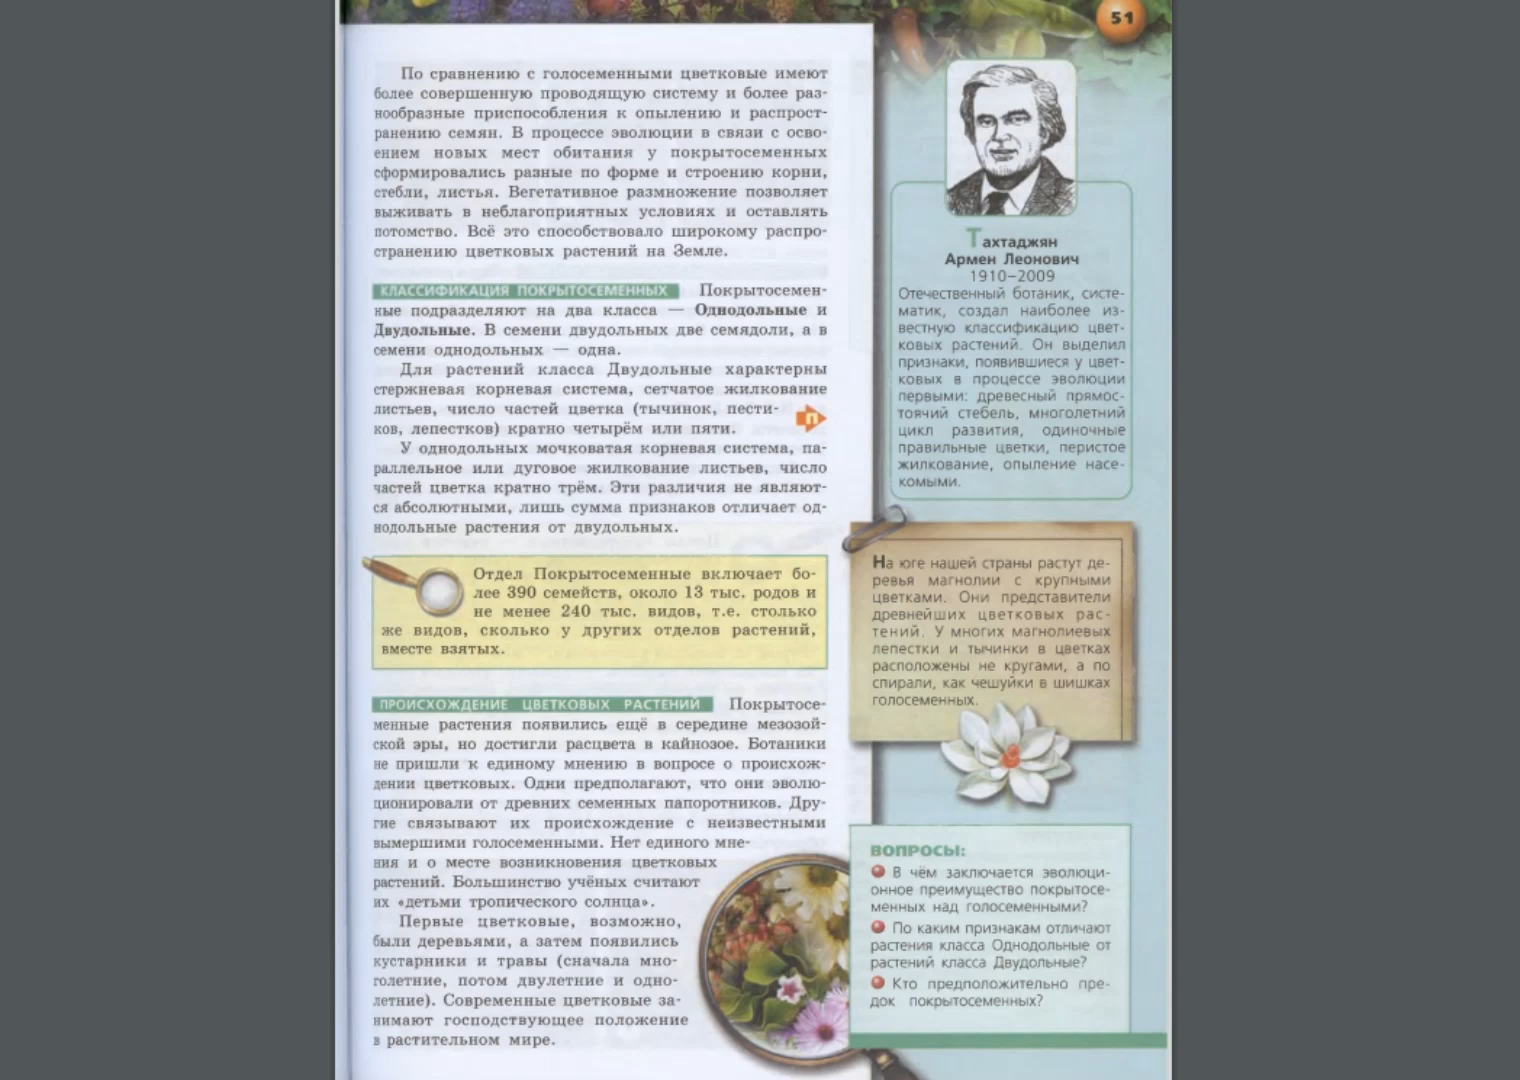 51
По сравнению с голосеменными цветковые имеют
более совершенную проводящую систему и более раз-
нообразные приспособления к опылению и распрост-
ранению семян. В процессе эволюции в связи с осво-
ением новых мест обитания у покрытосеменных
сформировались разные по форме и строению корни,
стебли, листья. Вегетативное размножение позволяет
выживать в неблагоприятных условиях и оставлять
потомство. Всё это способствовало широкому распро-
странению цветковых растений на Земле.
КЛАССИФИКАЦИЯ ПОКРЫТОСЕМЕННЫХ Покрытосемен-
ные подразделяют на два класса — Однодольные и
Двудольные. В семени двудольных две семядоли, а в
семени однодольных — одна.
Для растений класса Двудольные характерны
стержневая корневая система, сетчатое жилкование
листьев, число частей цветка (тычинок, пести-
ков, лепестков) кратно четырём или пяти.
П
У однодольных мочковатая корневая система, па-
раллельное или дуговое жилкование листьев, число
частей цветка кратно трём. Эти различия не являют-
ся абсолютными, лишь сумма признаков отличает од-
нодольные растения от двудольных.
Отдел Покрытосеменные включает бо-
лее 390 семейств, около 13 тыс. родов и
не менее 240 тыс. видов, т.е. столько
же видов, сколько у других отделов растений,
вместе взятых.
ПРОИСХОЖДЕНИЕ ЦВЕТКОВЫХ РАСТЕНИЙ Покрытосе-
менные растения появились ещё в середине мезозой-
ской эры, но достигли расцвета в кайнозое. Ботаники
не пришли к единому мнению в вопросе о происхож-
дении цветковых. Одни предполагают, что они эволю-
ционировали от древних семенных папоротников. Дру-
гие связывают их происхождение с неизвестными
вымершими голосеменными. Нет единого мне-
ния и о месте возникновения цветковых
растений. Большинство учёных считают
их «детьми тропического солнца».
Первые цветковые, возможно,
были деревьями, а затем появились
кустарники и травы (сначала мно-
голетние, потом двулетние и одно-
летние). Современные цветковые за-
нимают господствующее положение
в растительном мире.
Тахтаджян
Армен Леонович
1910–2009
Отечественный ботаник, систе-
матик, создал наиболее из-
вестную классификацию цвет-
ковых растений. Он выделил
признаки, появившиеся у цвет-
ковых в процессе эволюции
первыми: древесный прямос-
тоячий стебель, многолетний
цикл развития, одиночные
правильные цветки, перистое
жилкование, опыление насе-
комыми.
На юге нашей страны растут де-
ревья магнолии с крупными
цветками. Они представители
древнейших цветковых рас-
тений. У многих магнолиевых
лепестки и тычинки в цветках
расположены не кругами, а по
спирали, как чешуйки в шишках
голосеменных.
ВОПРОСЫ:
В чём заключается эволюци-
онное преимущество покрытосе-
менных над голосеменными?
По каким признакам отличают
растения класса Однодольные от
растений класса Двудольные?
Кто предположительно пре-
док покрытосеменных?